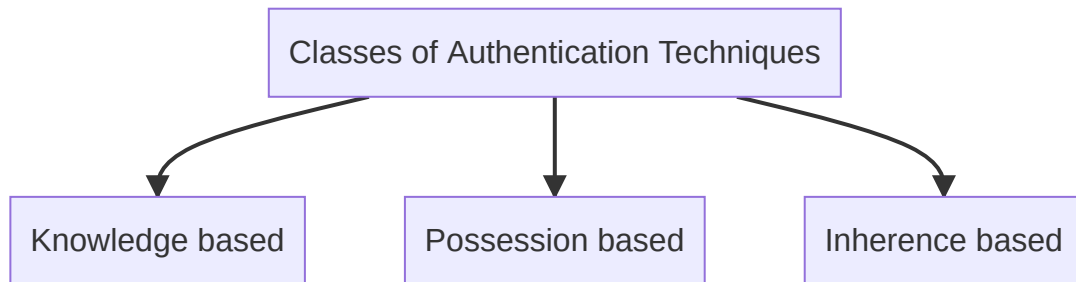 Classes of Authentication Techniques
Knowledge based
Possession based
Inherence based